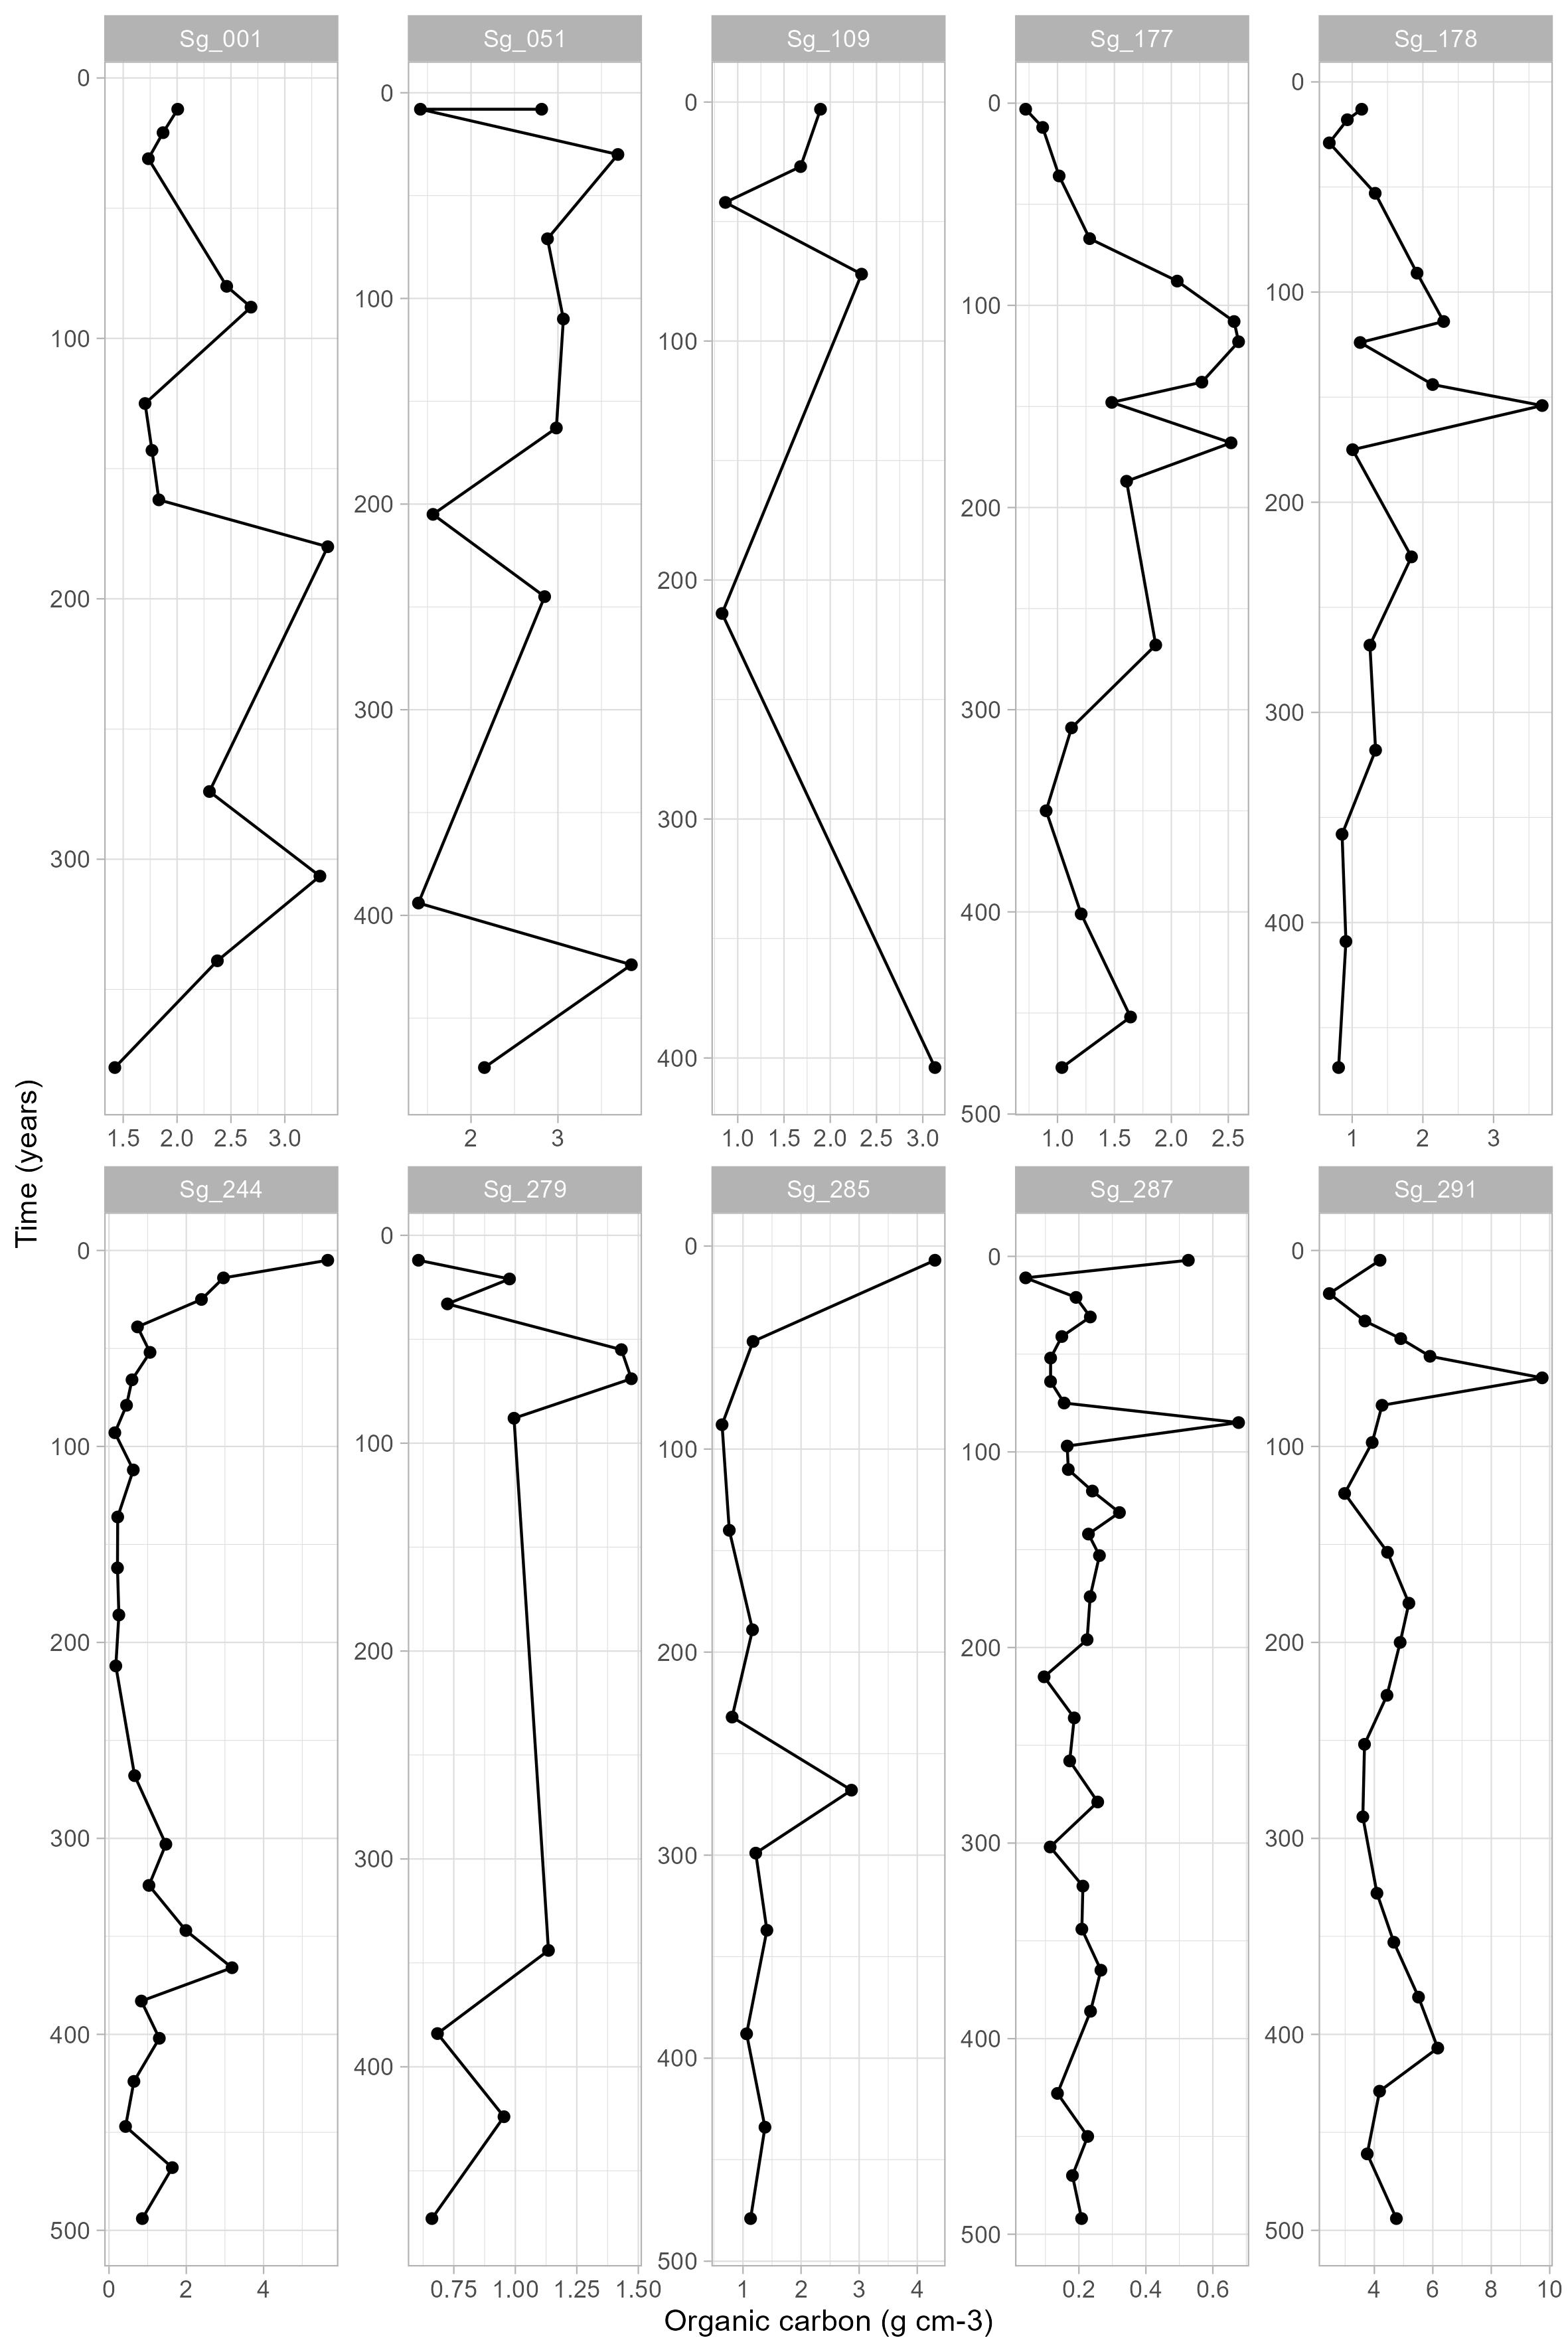 Sg_001 Sg_051 Sg_109 Sg_177 Sg_178
0 100 200 300
0 100 200 300 400
0 100 200 300 400
0 100 200 300 400 500
0 100 200 300 400
1.5 2.0 2.5 3.0
2 3
1.0 1.5 2.0 2.5 3.0
1.0 1.5 2.0 2.5
1 2 3
Time (years)
Sg_244 Sg_279 Sg_285 Sg_287 Sg_291
0 100 200 300 400 500
0 100 200 300 400
0 100 200 300 400 500
0 100 200 300 400 500
0 100 200 300 400 500
0 2 4
0.75 1.00 1.25 1.50
1 2 3 4
0.2 0.4 0.6
4 6 8 10
Organic carbon (g cm-3)